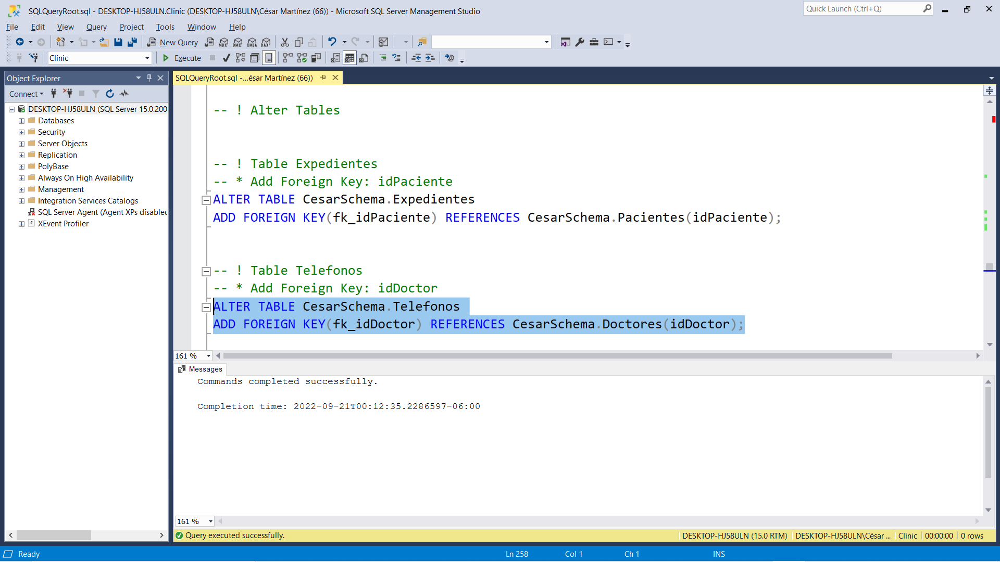 SQLQueryRoot.sql - DESKTOP-HJ58ULN.Clinic (DESKTOP-HJ58ULN\César Martínez (66)) - Microsoft SQL Server Management Studio
Quick Launch (Ctrl+Q)
File Edit View Query Project Tools Window Help
New Query MDX DMX XMLA DAX
Clinic Execute
Object Explorer
SQLQueryRoot.sql -...ésar Martínez (66))
Connect
DESKTOP-HJ58ULN (SQL Server 15.0.200
Databases
Security
Server Objects
Replication
PolyBase
Always On High Availability
Management
Integration Services Catalogs
SQL Server Agent (Agent XPs disabled
XEvent Profiler
-- ! Alter Tables
-- ! Table Expedientes
-- * Add Foreign Key: idPaciente
ALTER TABLE CesarSchema.Expedientes
ADD FOREIGN KEY(fk_idPaciente) REFERENCES CesarSchema.Pacientes(idPaciente);
-- ! Table Telefonos
-- * Add Foreign Key: idDoctor
ALTER TABLE CesarSchema.Telefonos
ADD FOREIGN KEY(fk_idDoctor) REFERENCES CesarSchema.Doctores(idDoctor);
161 %
Messages
Commands completed successfully.
Completion time: 2022-09-21T00:12:35.2286597-06:00
161 %
Query executed successfully. DESKTOP-HJ58ULN (15.0 RTM) DESKTOP-HJ58ULN\César ... Clinic 00:00:00 0 rows
Ready Ln 258 Col 1 Ch 1 INS